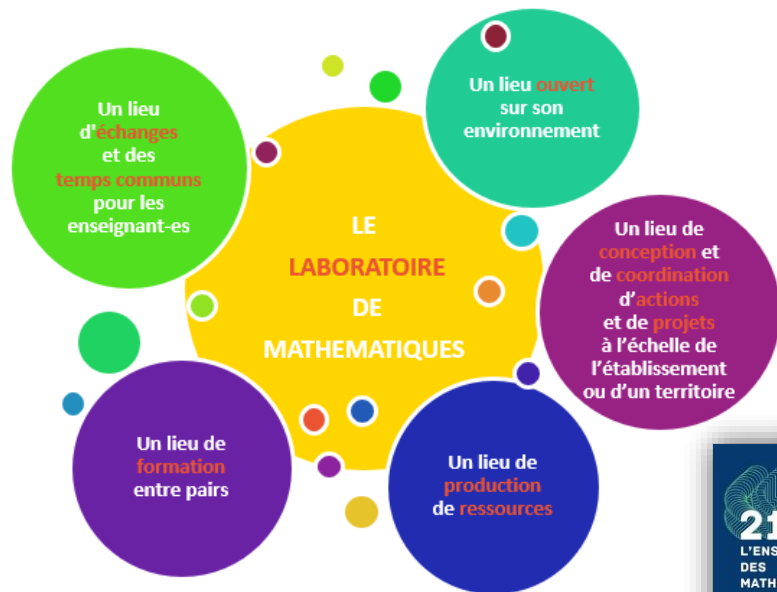 Un lieu
d'échanges
et des
temps communs
pour les
enseignant-es
Un lieu ouvert
sur son
environnement
LE
LABORATOIRE
DE
MATHEMATIQUES
Un lieu de
conception et
de coordination
d’actions
et de projets
à l’échelle de
l’établissement
ou d’un territoire
Un lieu de
formation
entre pairs
Un lieu de
production
de ressources
21
DES